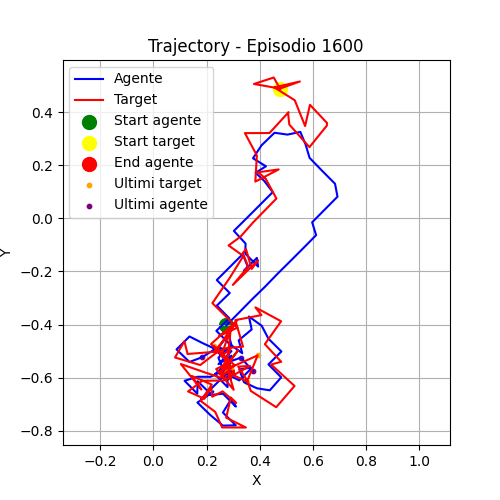 Trajectory - Episodio 1600
Agente
Target
Start agente
Start target
End agente
Ultimi target
Ultimi agente
0.4
0.2
0.0
−0.2
−0.4
−0.6
−0.8
Y
−0.2
0.0
0.2
0.4
0.6
0.8
1.0
X